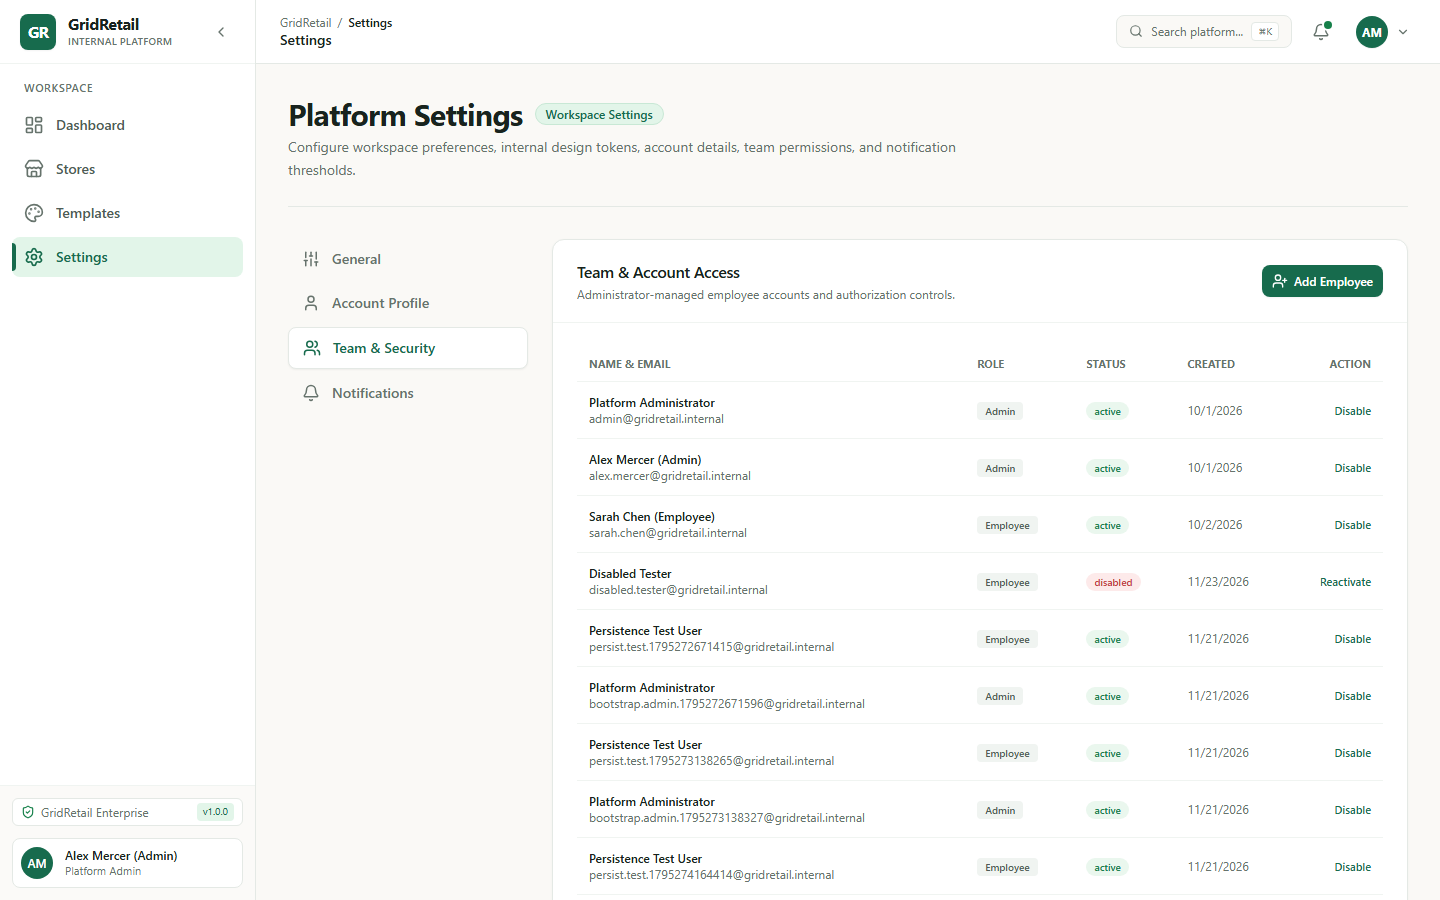 GR
GridRetail
INTERNAL PLATFORM
WORKSPACE
Dashboard
Stores
Templates
Settings
GridRetail Enterprise
v1.0.0
AM
Alex Mercer (Admin)
Platform Admin
GridRetail / Settings
Settings
Search platform...
⌘K
AM
Platform Settings
Workspace Settings
Configure workspace preferences, internal design tokens, account details, team permissions, and notification
thresholds.
General
Account Profile
Team & Security
Notifications
Team & Account Access
Administrator-managed employee accounts and authorization controls.
Add Employee
NAME & EMAIL ROLE STATUS CREATED ACTION
Platform Administrator
admin@gridretail.internal
Admin active 10/1/2026 Disable
Alex Mercer (Admin)
alex.mercer@gridretail.internal
Admin active 10/1/2026 Disable
Sarah Chen (Employee)
sarah.chen@gridretail.internal
Employee active 10/2/2026 Disable
Disabled Tester
disabled.tester@gridretail.internal
Employee disabled 11/23/2026 Reactivate
Persistence Test User
persist.test.1795272671415@gridretail.internal
Employee active 11/21/2026 Disable
Platform Administrator
bootstrap.admin.1795272671596@gridretail.internal
Admin active 11/21/2026 Disable
Persistence Test User
persist.test.1795273138265@gridretail.internal
Employee active 11/21/2026 Disable
Platform Administrator
bootstrap.admin.1795273138327@gridretail.internal
Admin active 11/21/2026 Disable
Persistence Test User
persist.test.1795274164414@gridretail.internal
Employee active 11/21/2026 Disable